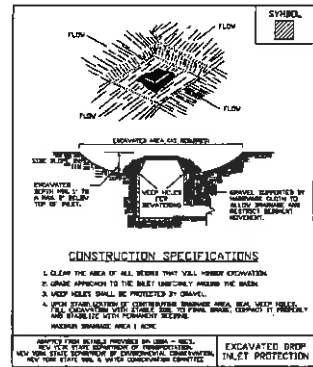 SYMBOL
FLOW
FLOW
FLOW
FLOW
EXCAVATED AREA (AS REQUIRED)
SIDE SLOPE
EXCAVATED
DEPTH MIN. 1' TO
A MAX. 2' BELOW
TOP OF INLET.
WEEP HOLES
FOR
DEWATERING
GRAVEL SUPPORTED BY
HARDWARE CLOTH TO
ALLOW DRAINAGE AND
RESTRICT SEDIMENT
MOVEMENT.
CONSTRUCTION SPECIFICATIONS
1. CLEAR THE AREA OF ALL DEBRIS THAT WILL HINDER EXCAVATION.
2. GRADE APPROACH TO THE INLET UNIFORMLY AROUND THE BASIN.
3. WEEP HOLES SHALL BE PROTECTED BY GRAVEL.
4. UPON STABILIZATION OF CONTRIBUTING DRAINAGE AREA, SEAL WEEP HOLES,
FILL EXCAVATION WITH STABLE SOIL TO FINAL GRADE, COMPACT IT PROPERLY
AND STABILIZE WITH PERMANENT SEEDING.
MAXIMUM DRAINAGE AREA 1 ACRE
ADAPTED FROM DETAILS PROVIDED BY: USDA - NRCS,
NEW YORK STATE DEPARTMENT OF TRANSPORTATION,
NEW YORK STATE DEPARTMENT OF ENVIRONMENTAL CONSERVATION,
NEW YORK STATE SOIL & WATER CONSERVATION COMMITTEE
EXCAVATED DROP
INLET PROTECTION